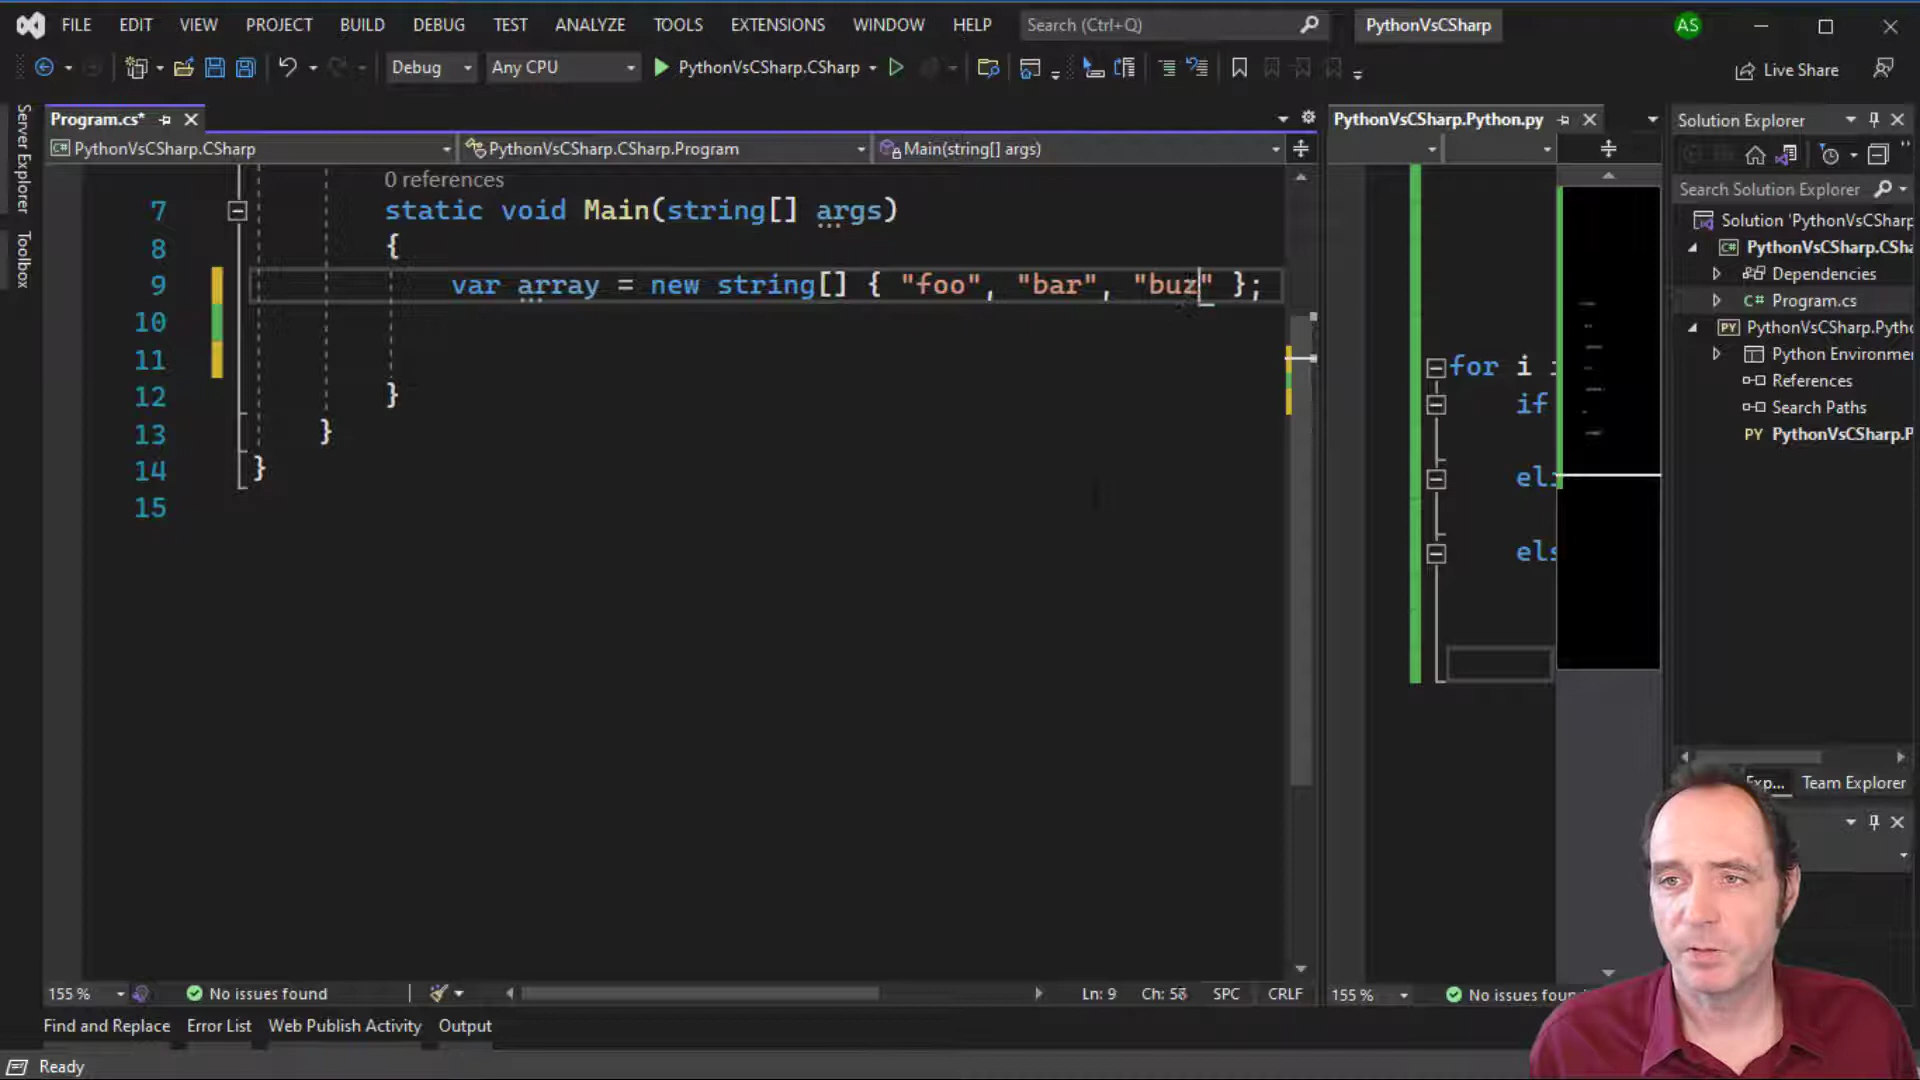 FILE EDIT VIEW PROJECT BUILD DEBUG TEST ANALYZE TOOLS EXTENSIONS WINDOW HELP Search (Ctrl+Q) PythonVsCSharp AS
Debug Any CPU PythonVsCSharp.CSharp Live Share
Server Explorer
Toolbox
Program.cs*
PythonVsCSharp.CSharp PythonVsCSharp.CSharp.Program Main(string[] args)
0 references
7 static void Main(string[] args)
8 {
9 var array = new string[] { "foo", "bar", "buz" };
10
11
12 }
13 }
14 }
15
155 % No issues found Ln: 9 SPC CRLF
PythonVsCSharp.Python.py
for i
if
els
155 %
Solution Explorer
Search Solution Explorer
Solution 'PythonVsCSharp
PythonVsCSharp.CSha
Dependencies
C# Program.cs
PY PythonVsCSharp.Pytho
Python Environme
References
Search Paths
PY PythonVsCSharp.P
Exp... Team Explorer
Find and Replace Error List Web Publish Activity Output
Ready